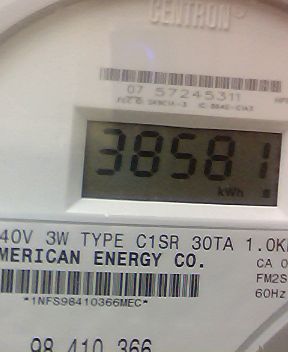 CENTRON
07 57245311
38581
kWh
40V 3W TYPE C1SR 30TA 1.0K
MERICAN ENERGY CO.
CA 0
FM2S
60Hz
*1NFS98410366MEC*
98 410 366